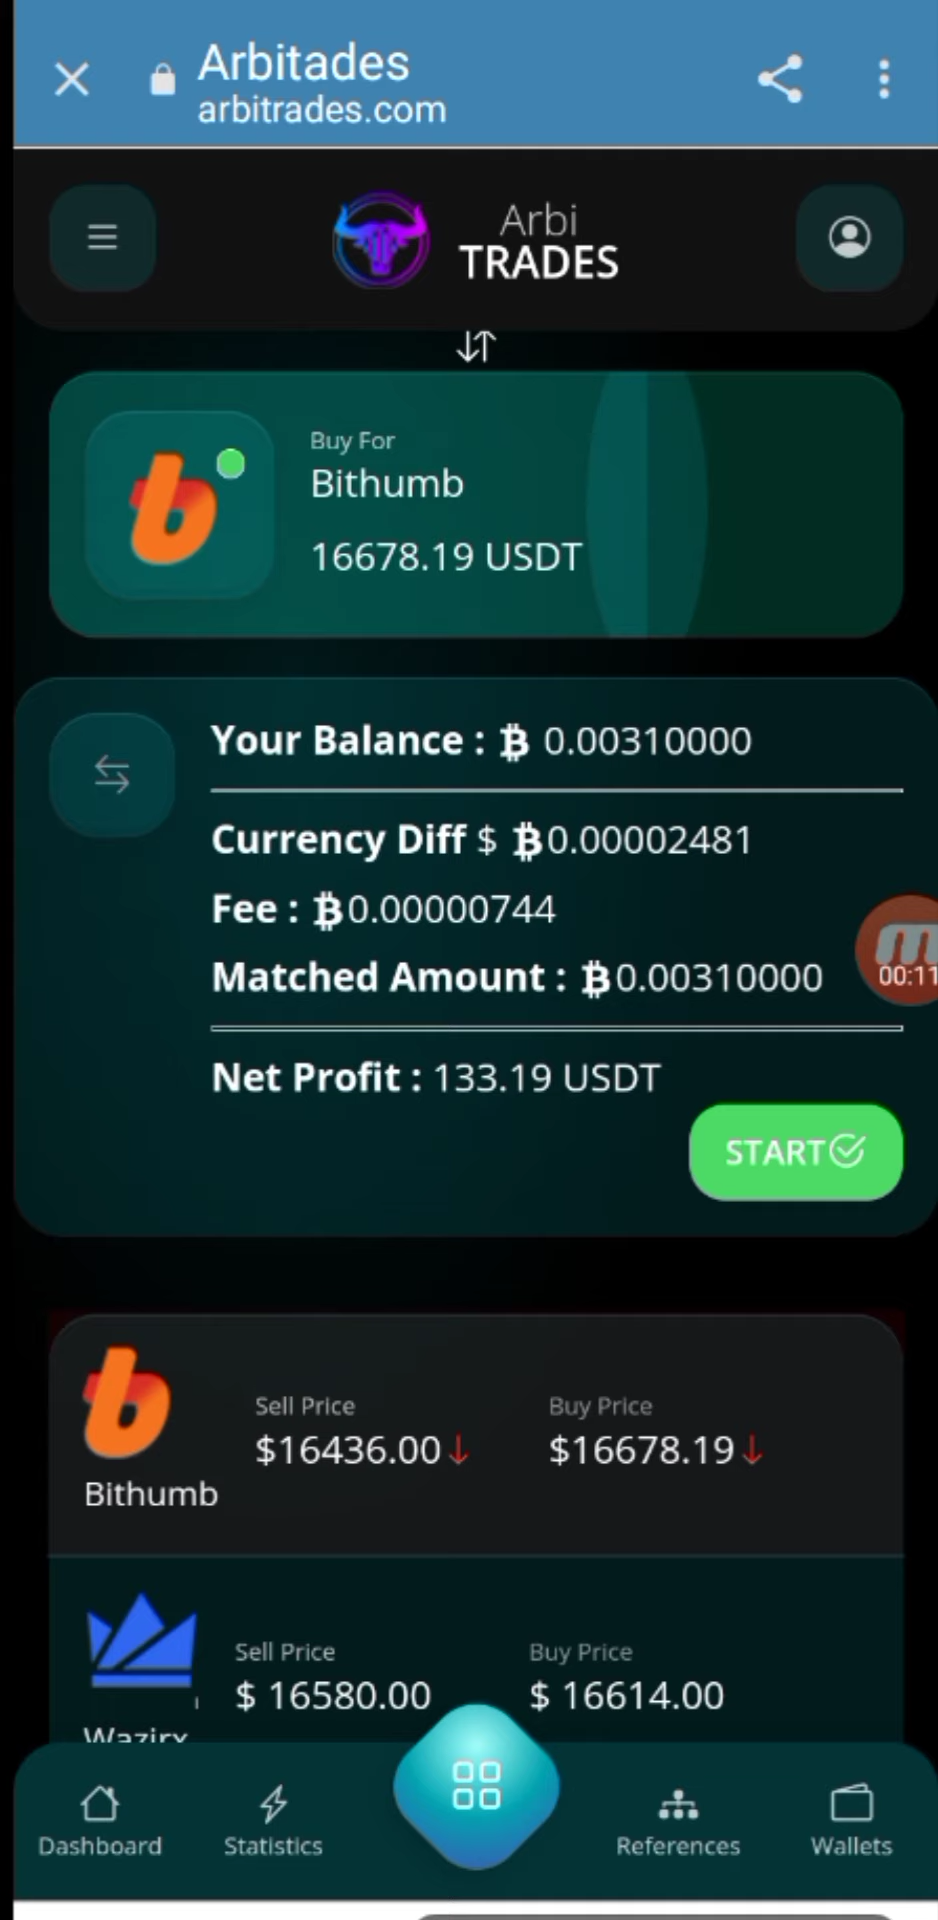 Arbitades
arbitrades.com
Arbi
TRADES
Buy For
Bithumb
16678.19 USDT
Your Balance : ₿ 0.00310000
Currency Diff $ ₿0.00002481
Fee : ₿0.00000744
Matched Amount : ₿0.00310000
00:11
Net Profit : 133.19 USDT
START
Sell Price Buy Price
$16436.00↓ $16678.19↓
Bithumb
Sell Price Buy Price
$ 16580.00 $ 16614.00
Wazirx
Dashboard Statistics References Wallets